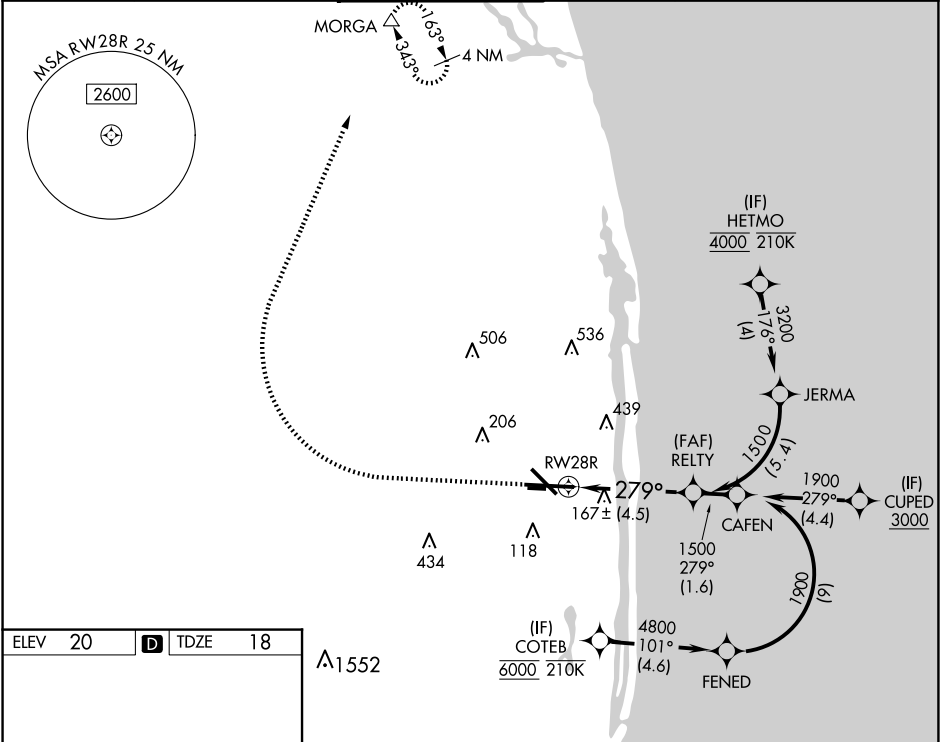 MSA RW28R 25 NM
2600
MORGA
163°
343°
4 NM
(IF)
HETMO
4000 210K
3200
176°
(4)
JERMA
1500
(5.4)
506
536
206
439
(FAF)
RELTY
RW28R
279°
167± (4.5)
1900
279°
(4.4)
(IF)
CUPED
3000
CAFEN
1500
279°
(1.6)
434
118
1900
(9)
(IF)
COTEB
6000 210K
4800
101°
(4.6)
FENED
ELEV 20 D TDZE 18
1552